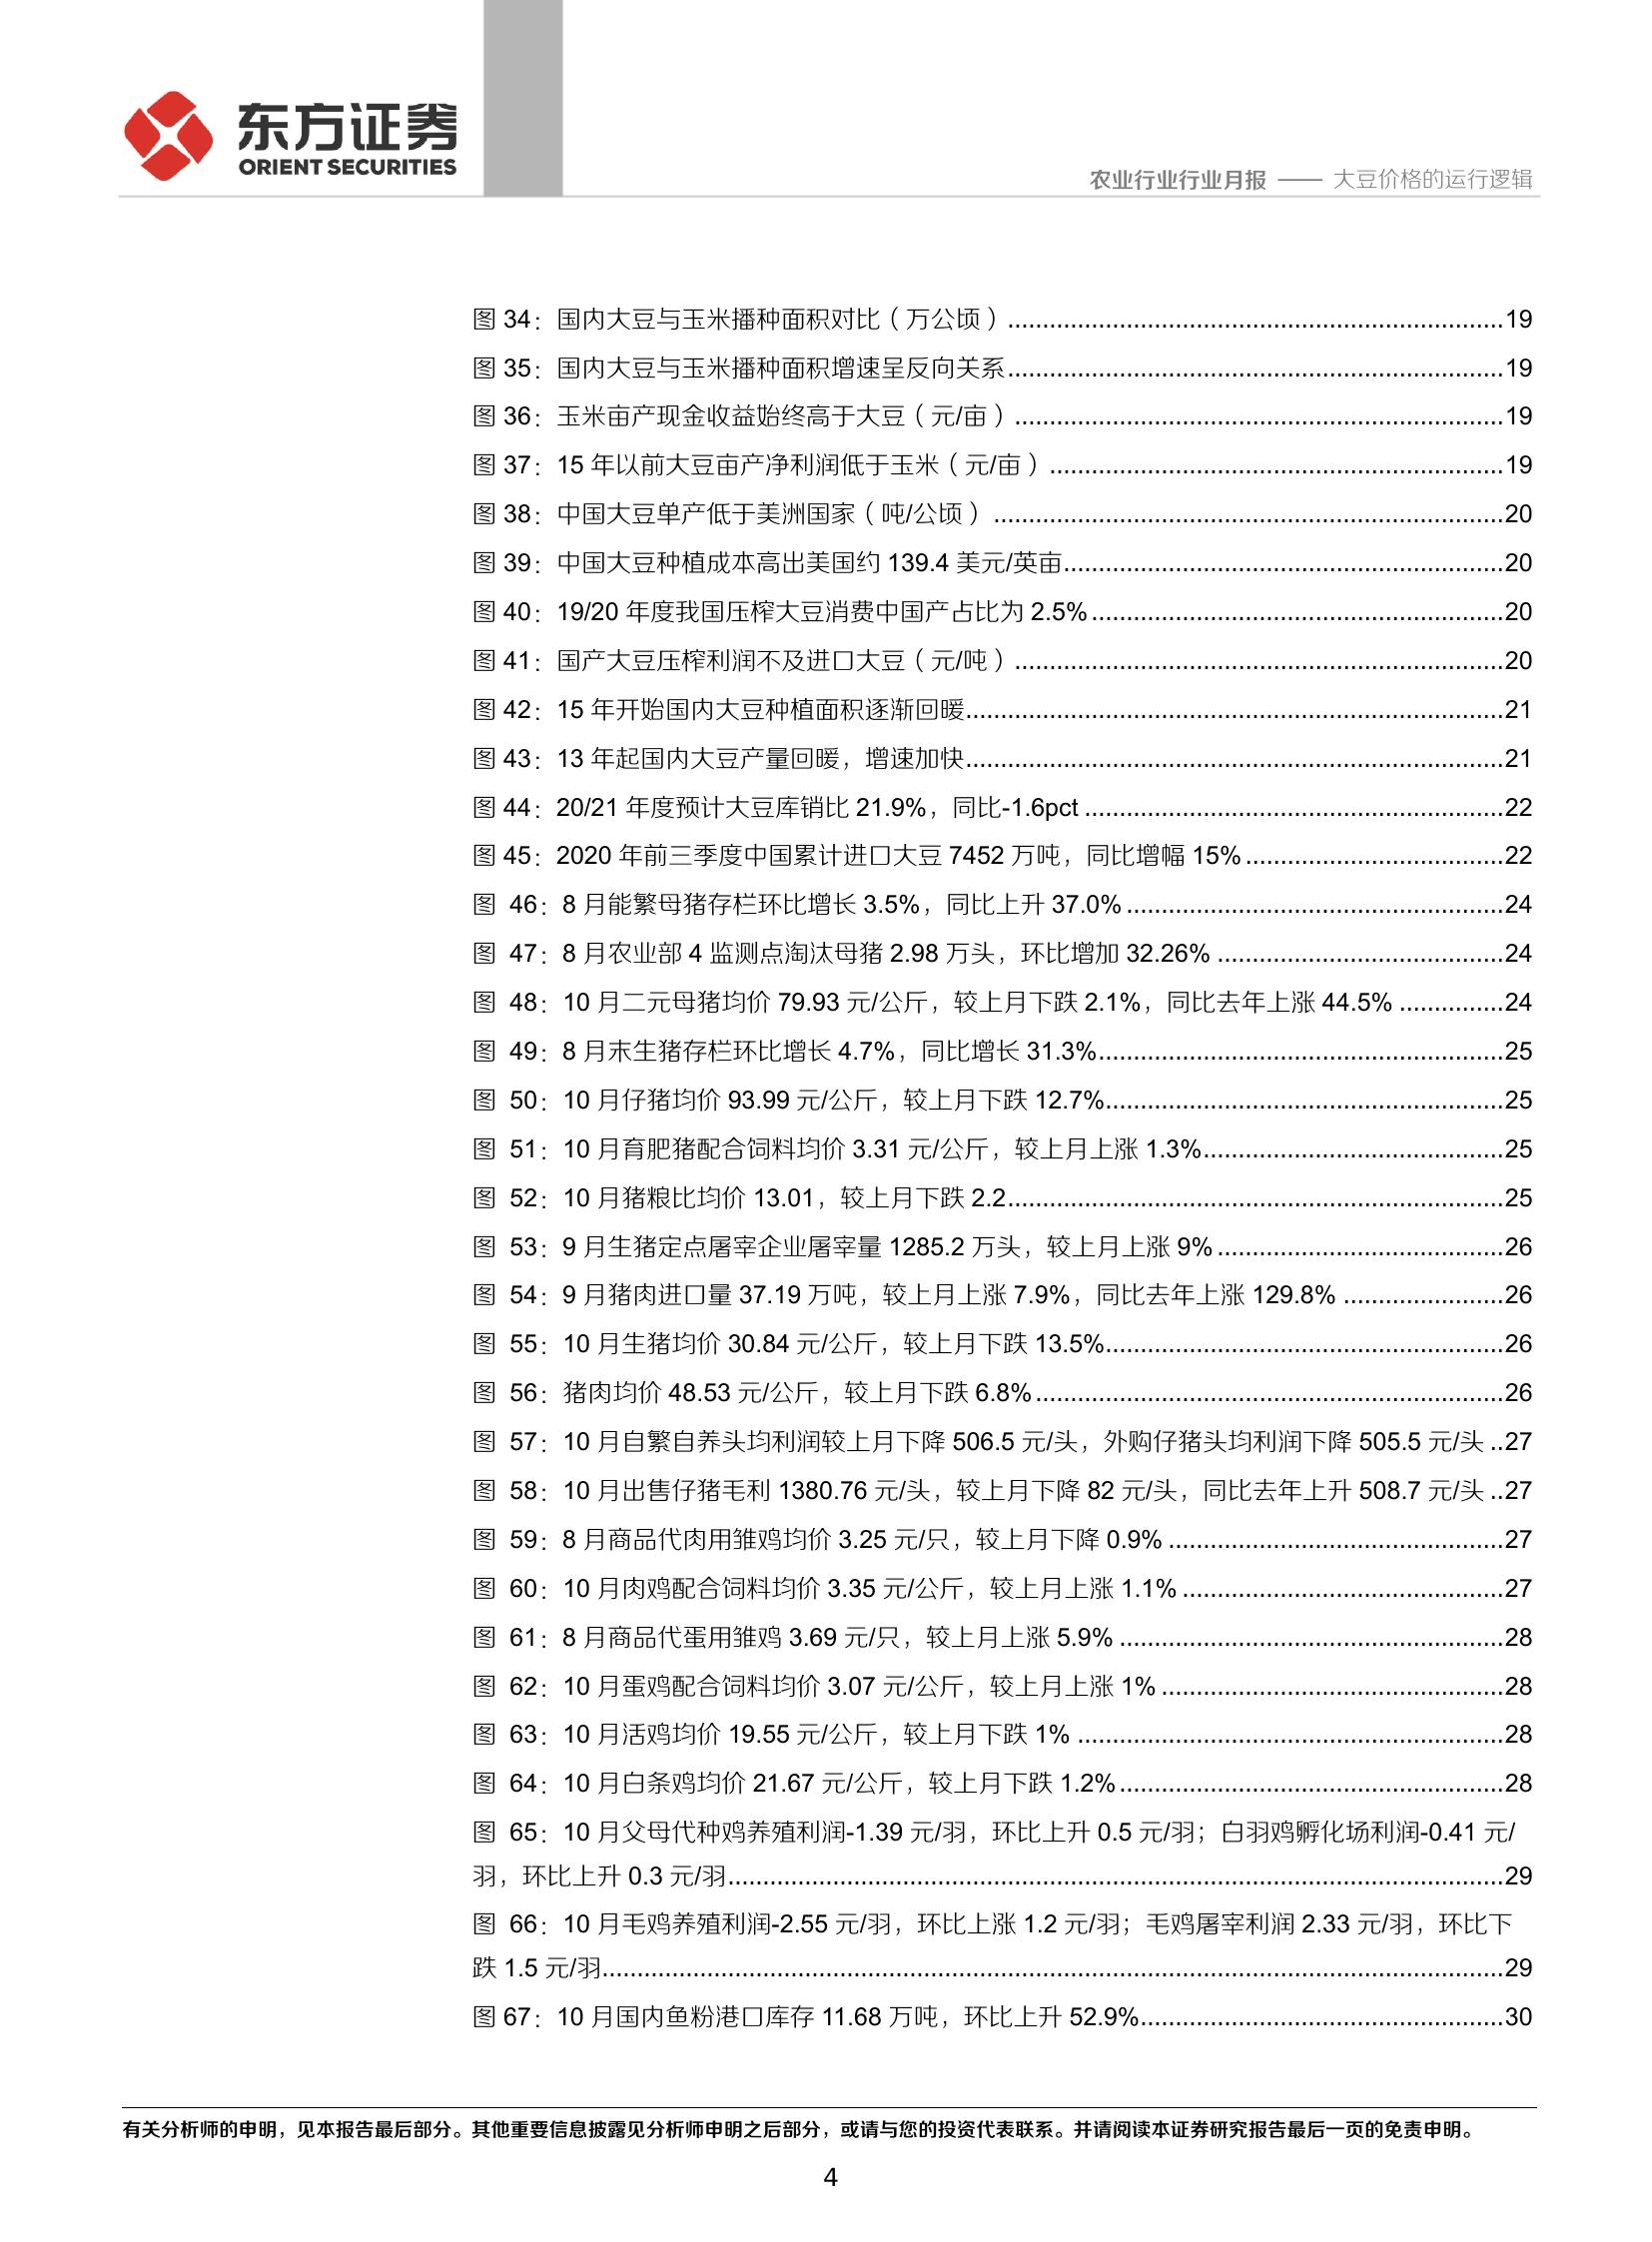 东方证券
ORIENT SECURITIES
农业行业行业月报 —— 大豆价格的运行逻辑
图 34：国内大豆与玉米播种面积对比（万公顷）........................................19
图 35：国内大豆与玉米播种面积增速呈反向关系........................................19
图 36：玉米亩产现金收益始终高于大豆（元/亩）........................................19
图 37：15 年以前大豆亩产净利润低于玉米（元/亩）........................................19
图 38：中国大豆单产低于美洲国家（吨/公顷）........................................20
图 39：中国大豆种植成本高出美国约 139.4 美元/英亩........................................20
图 40：19/20 年度我国压榨大豆消费中国产占比为 2.5%........................................20
图 41：国产大豆压榨利润不及进口大豆（元/吨）........................................20
图 42：15 年开始国内大豆种植面积逐渐回暖........................................21
图 43：13 年起国内大豆产量回暖，增速加快........................................21
图 44：20/21 年度预计大豆库销比 21.9%，同比-1.6pct ........................................22
图 45：2020 年前三季度中国累计进口大豆 7452 万吨，同比增幅 15%........................................22
图 46：8 月能繁母猪存栏环比增长 3.5%，同比上升 37.0%........................................24
图 47：8 月农业部 4 监测点淘汰母猪 2.98 万头，环比增加 32.26% ........................................24
图 48：10 月二元母猪均价 79.93 元/公斤，较上月下跌 2.1%，同比去年上涨 44.5% ...............24
图 49：8 月末生猪存栏环比增长 4.7%，同比增长 31.3%........................................25
图 50：10 月仔猪均价 93.99 元/公斤，较上月下跌 12.7%........................................25
图 51：10 月育肥猪配合饲料均价 3.31 元/公斤，较上月上涨 1.3%........................................25
图 52：10 月猪粮比均价 13.01，较上月下跌 2.2........................................25
图 53：9 月生猪定点屠宰企业屠宰量 1285.2 万头，较上月上涨 9%........................................26
图 54：9 月猪肉进口量 37.19 万吨，较上月上涨 7.9%，同比去年上涨 129.8% .......................26
图 55：10 月生猪均价 30.84 元/公斤，较上月下跌 13.5%........................................26
图 56：猪肉均价 48.53 元/公斤，较上月下跌 6.8%........................................26
图 57：10 月自繁自养头均利润较上月下降 506.5 元/头，外购仔猪头均利润下降 505.5 元/头 ..27
图 58：10 月出售仔猪毛利 1380.76 元/头，较上月下降 82 元/头，同比去年上升 508.7 元/头 ..27
图 59：8 月商品代肉用雏鸡均价 3.25 元/只，较上月下降 0.9% ........................................27
图 60：10 月肉鸡配合饲料均价 3.35 元/公斤，较上月上涨 1.1% ........................................27
图 61：8 月商品代蛋用雏鸡 3.69 元/只，较上月上涨 5.9% ........................................28
图 62：10 月蛋鸡配合饲料均价 3.07 元/公斤，较上月上涨 1% ........................................28
图 63：10 月活鸡均价 19.55 元/公斤，较上月下跌 1% ........................................28
图 64：10 月白条鸡均价 21.67 元/公斤，较上月下跌 1.2%........................................28
图 65：10 月父母代种鸡养殖利润-1.39 元/羽，环比上升 0.5 元/羽；白羽鸡孵化场利润-0.41 元/
羽，环比上升 0.3 元/羽........................................29
图 66：10 月毛鸡养殖利润-2.55 元/羽，环比上涨 1.2 元/羽；毛鸡屠宰利润 2.33 元/羽，环比下
跌 1.5 元/羽........................................29
图 67：10 月国内鱼粉港口库存 11.68 万吨，环比上升 52.9%........................................30
有关分析师的申明，见本报告最后部分。其他重要信息披露见分析师申明之后部分，或请与您的投资代表联系。并请阅读本证券研究报告最后一页的免责申明。
4